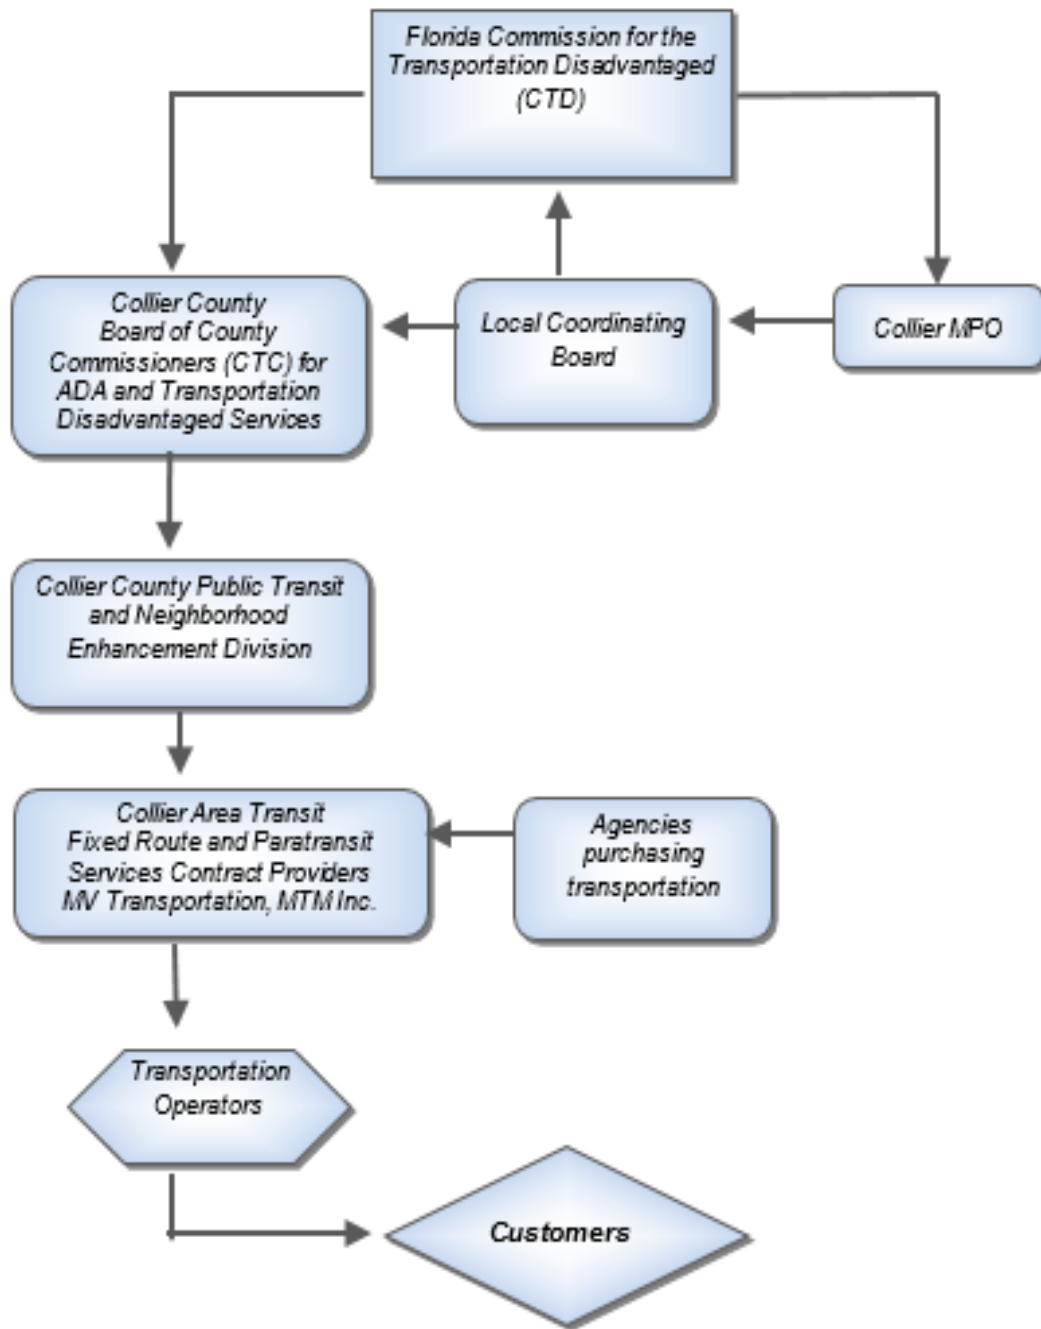 Florida Commission for the
Transportation Disadvantaged
(CTD)
Collier County
Board of County
Commissioners (CTC) for
ADA and Transportation
Disadvantaged Services
Local Coordinating
Board
Collier MPO
Collier County Public Transit
and Neighborhood
Enhancement Division
Collier Area Transit
Fixed Route and Paratransit
Services Contract Providers
MV Transportation, MTM Inc.
Agencies
purchasing
transportation
Transportation
Operators
Customers